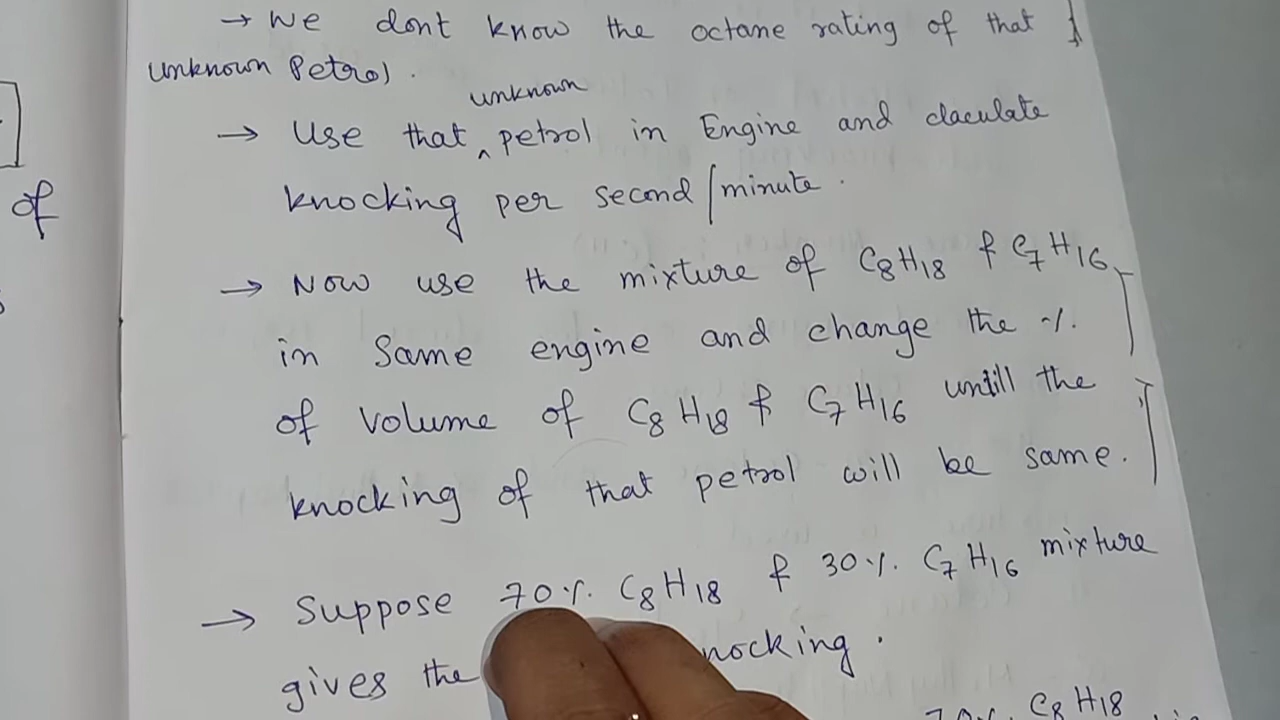 → We dont know the octane rating of that
unknown Petrol.
unknown
→ Use that ^ petrol in Engine and claculate
knocking per second/minute.
→ Now use the mixture of C8H18 & C7H16
in Same engine and change the %.
of volume of C8H18 & C7H16 untill the
knocking of that petrol will be same.
→ Suppose 70%. C8H18 & 30%. C7H16 mixture
gives the nocking.
70%. C8H18
of